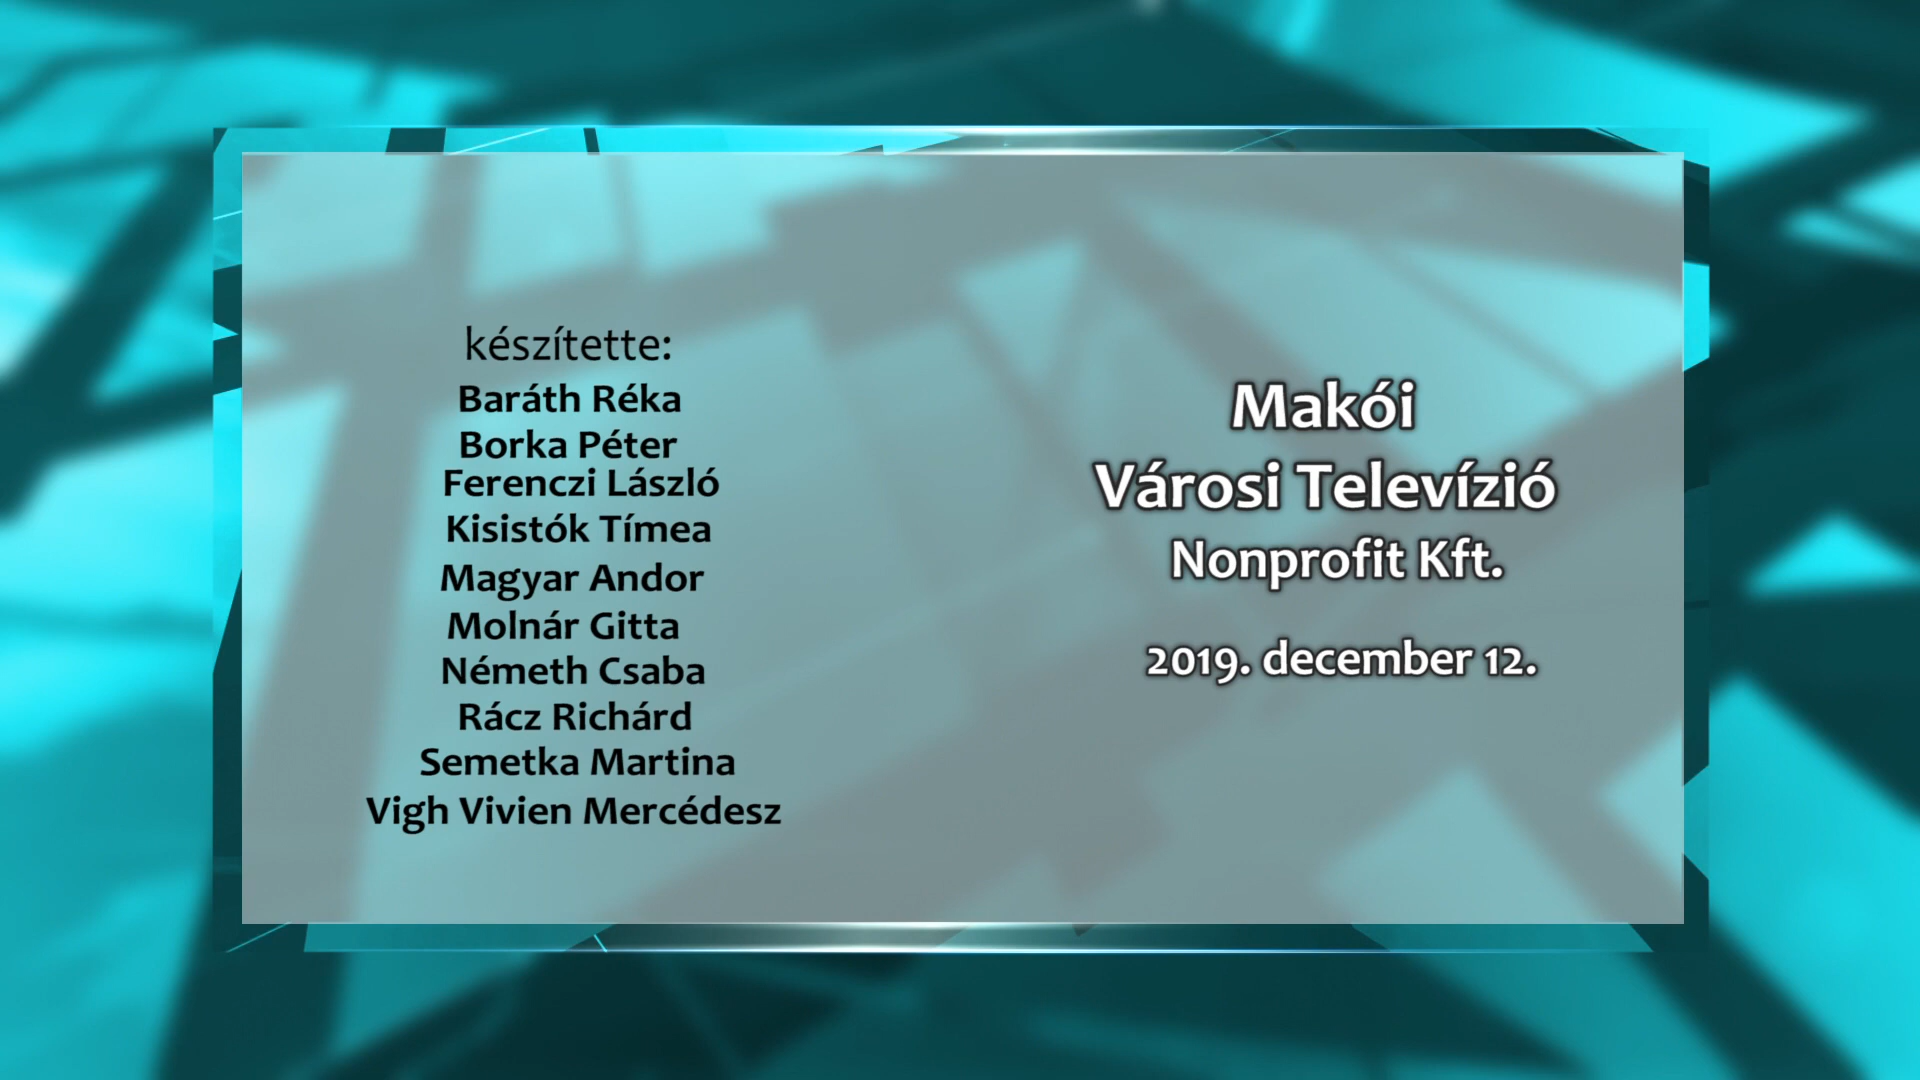 készítette:
Baráth Réka
Borka Péter
Ferenczi László
Kisistók Tímea
Magyar Andor
Molnár Gitta
Németh Csaba
Rácz Richárd
Semetka Martina
Vigh Vivien Mercédesz
Makói
Városi Televízió
Nonprofit Kft.
2019. december 12.